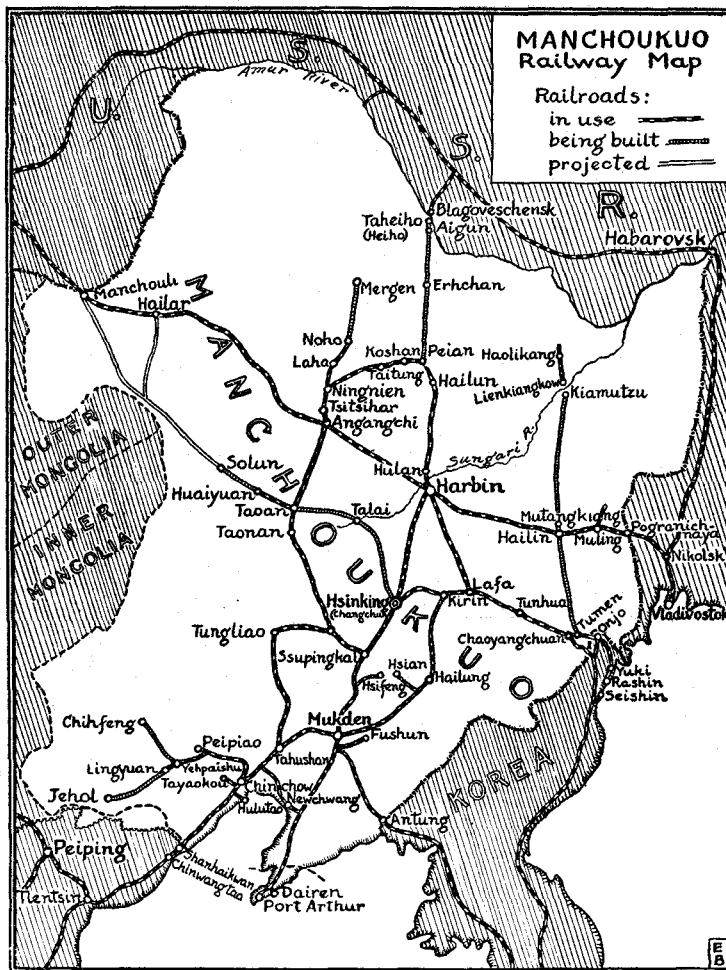 MANCHOUKUO
Railway Map
Railroads:
in use
being built
projected
U. S. S. R.
Amur River
Blagoveschensk
Taheiho
(Heiho)
Aigun
Habarovsk
Manchouli
Hailar
Mergen
Erhchan
Noho
Laha
Koshan
Peian
Taitung
Haolikang
Ningnien
Hailun
Lienkiangkow
Kiamutzu
Tsitsihar
Angangchi
MANCHOUKUO
OUTER
MONGOLIA
INNER
MONGOLIA
Sungari R.
Solun
Hulan
Harbin
Huaiyuan
Taoan
Talai
Taonan
Mutangkiang
Hailin
Muling
Pogranich-
naya
Nikolsk
Vladivostok
Hsinking
(Changchun)
Kirin
Lafa
Tunhua
Tumen
Chaoyangchuan
Tungliao
Ssupingkai
Hsian
Hsifeng
Hailung
Yuki
Rashin
Seishin
Chihfeng
Peipiao
Mukden
Fushun
Tahushan
Lingyuan
Yehpaishu
Tayaokou
Chinchow
Jehol
Hulutao
Newchwang
KOREA
Antung
Peiping
Shanhaikwan
Chinwangtao
Tientsin
Dairen
Port Arthur